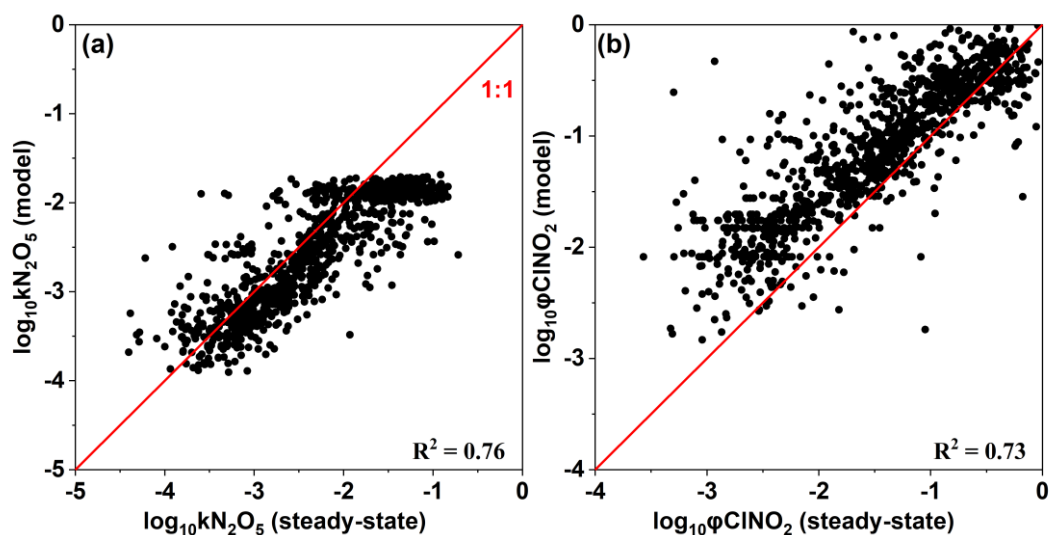 (a)
1:1
R² = 0.76
log₁₀kN₂O₅ (model)
0
-1
-2
-3
-4
-5
-5
-4
-3
-2
-1
0
log₁₀kN₂O₅ (steady-state)
(b)
R² = 0.73
log₁₀φClNO₂ (model)
0
-1
-2
-3
-4
-4
-3
-2
-1
0
log₁₀φClNO₂ (steady-state)